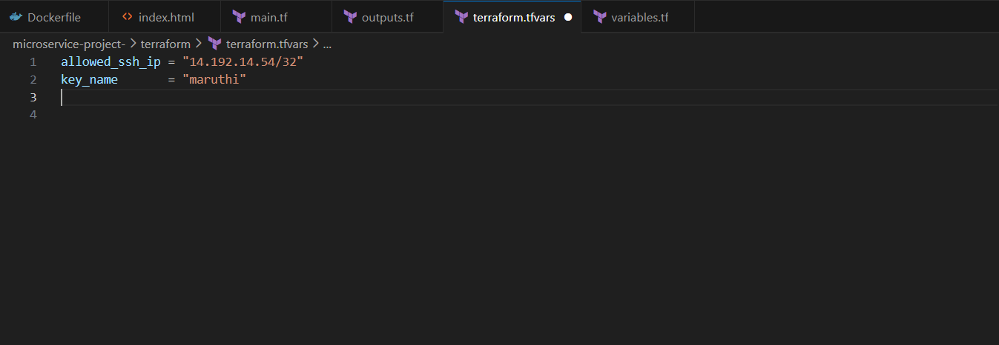 Dockerfile index.html main.tf outputs.tf terraform.tfvars variables.tf
microservice-project- > terraform > terraform.tfvars > ...
1 allowed_ssh_ip = "14.192.14.54/32"
2 key_name       = "maruthi"
3
4